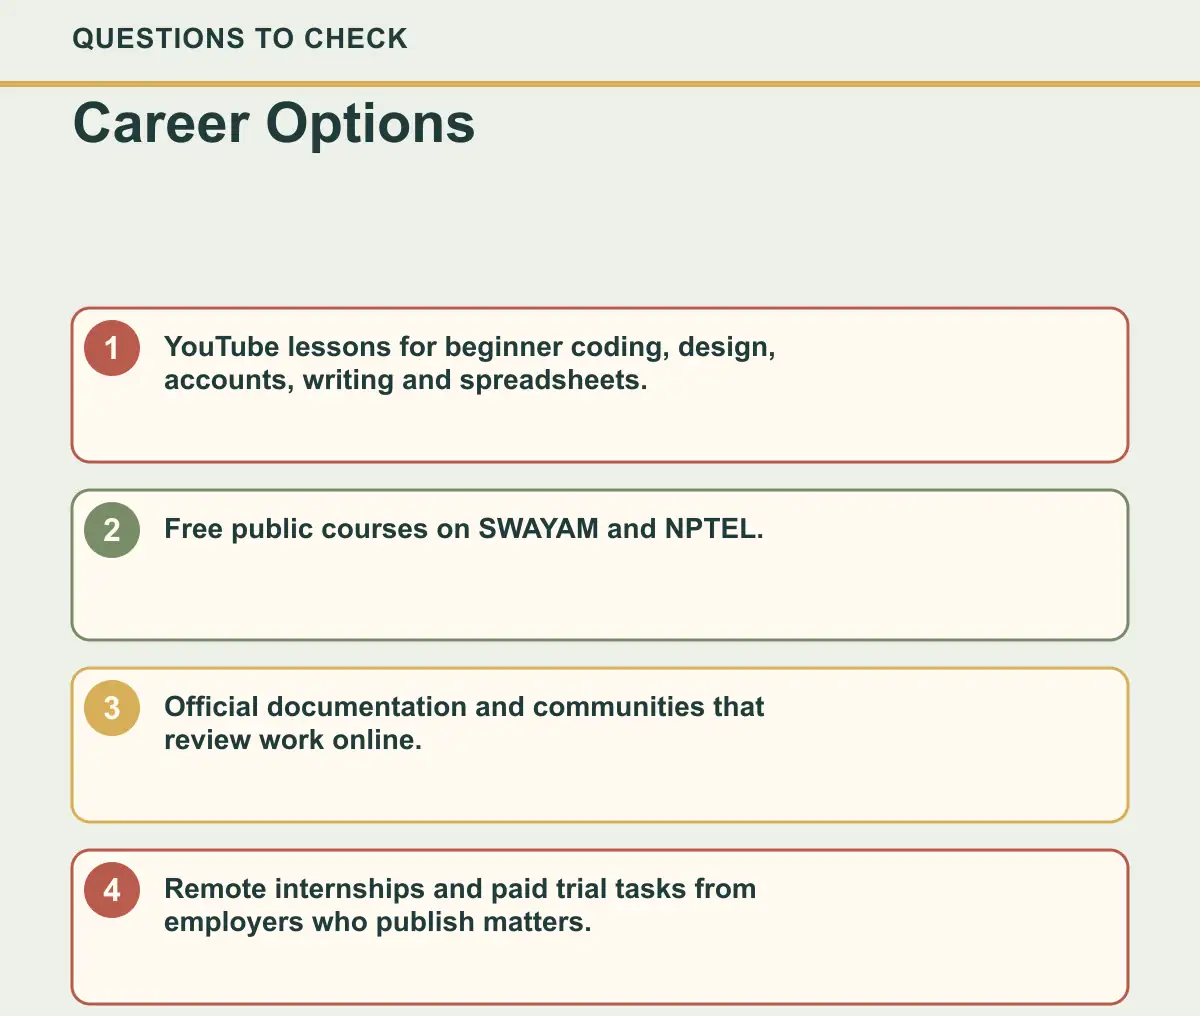 QUESTIONS TO CHECK
Career Options
1
YouTube lessons for beginner coding, design,
accounts, writing and spreadsheets.
2
Free public courses on SWAYAM and NPTEL.
3
Official documentation and communities that
review work online.
4
Remote internships and paid trial tasks from
employers who publish matters.